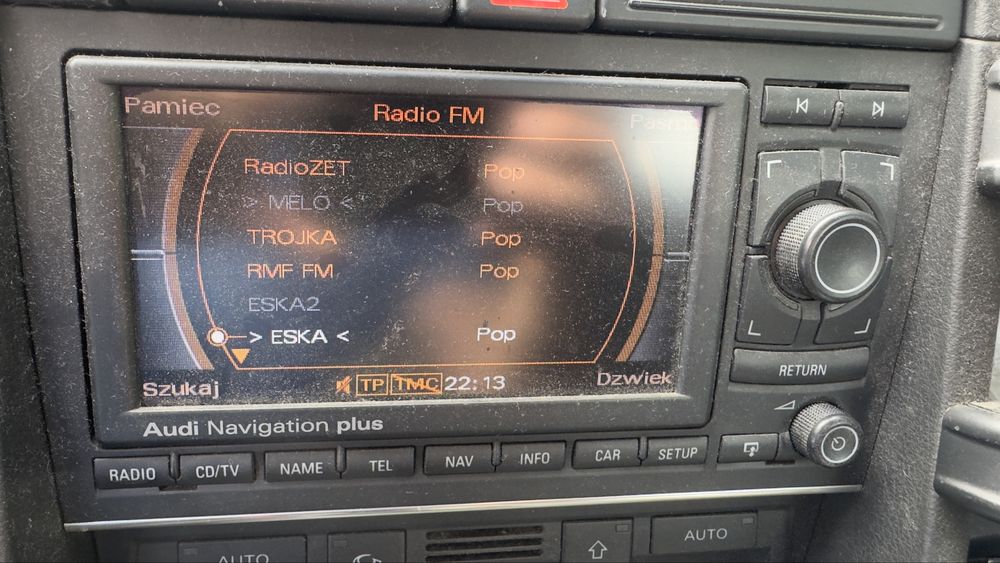 Pamiec Radio FM Pasmo
RadioZET Pop
> MELO < Pop
TROJKA Pop
RMF FM Pop
ESKA2
> ESKA < Pop
Szukaj TP TMC 22:13 Dzwiek
RETURN
Audi Navigation plus
RADIO CD/TV NAME TEL NAV INFO CAR SETUP
AUTO AUTO